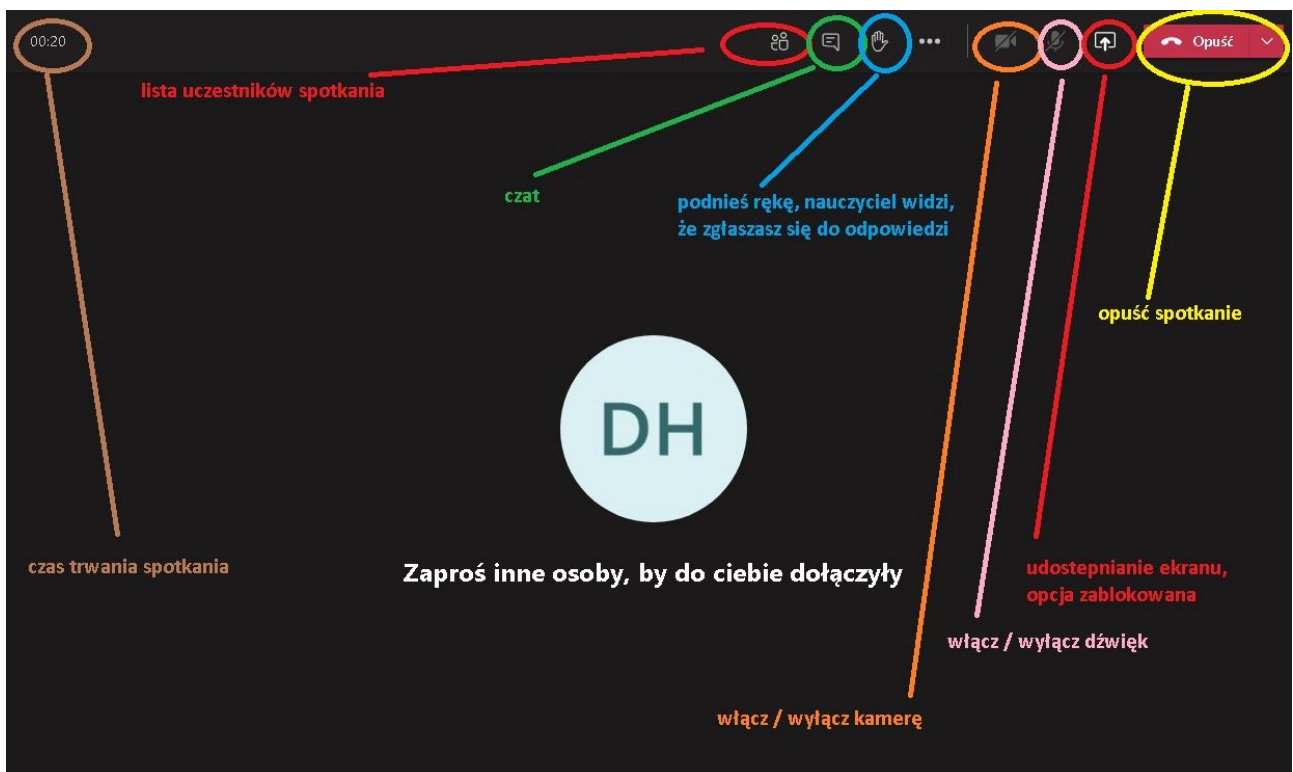 00:20
Opuść
lista uczestników spotkania
czat
podnieś rękę, nauczyciel widzi,
że zgłaszasz się do odpowiedzi
opuść spotkanie
DH
czas trwania spotkania
Zaproś inne osoby, by do ciebie dołączyły
udostepnianie ekranu,
opcja zablokowana
włącz / wyłącz dźwięk
włącz / wyłącz kamerę